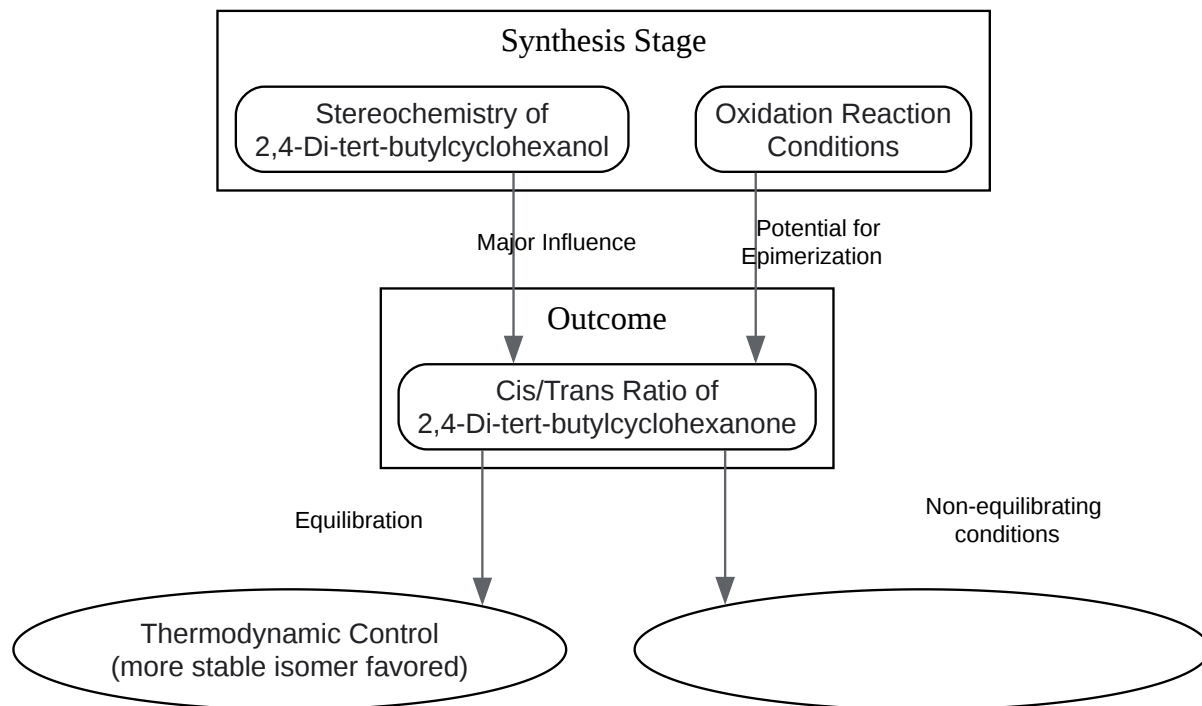 Synthesis Stage
Stereochemistry of
2,4-Di-tert-butylcyclohexanol
Oxidation Reaction
Conditions
Major Influence
Potential for
Epimerization
Outcome
Cis/Trans Ratio of
2,4-Di-tert-butylcyclohexanone
Equilibration
Non-equilibrating
conditions
Thermodynamic Control
(more stable isomer favored)